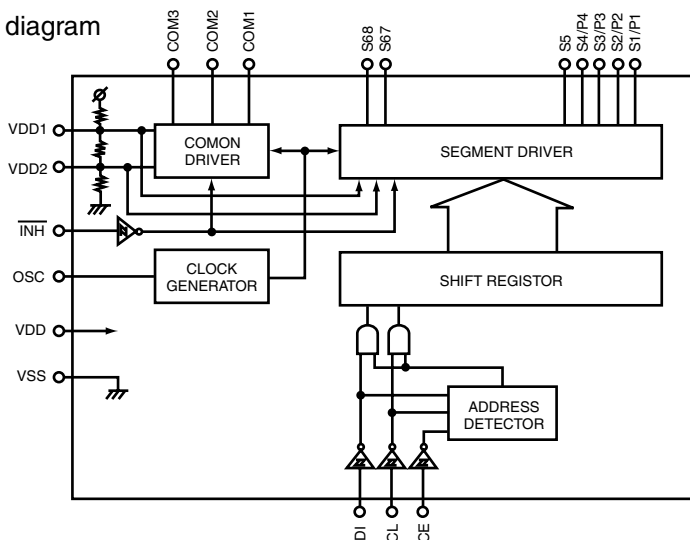 diagram
COM3
COM2
COM1
S68
S67
S5
S4/P4
S3/P3
S2/P2
S1/P1
VDD1
VDD2
COMON
DRIVER
SEGMENT DRIVER
INH
OSC
CLOCK
GENERATOR
SHIFT REGISTOR
VDD
VSS
ADDRESS
DETECTOR
DI
CL
CE